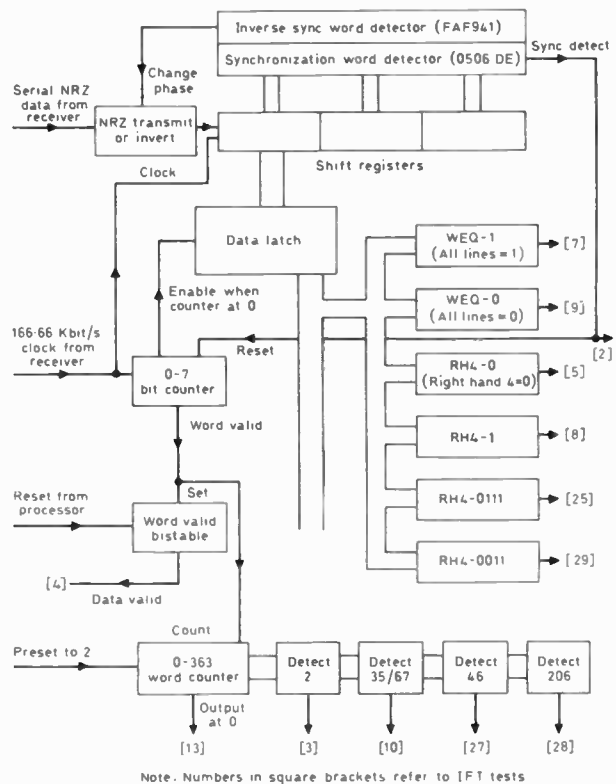 Inverse sync word detector (FAF941)
Synchronization word detector (0506 DE)
Sync detect
Change
phase
Serial NRZ
data from
receiver
NRZ transmit
or invert
Clock
Shift registers
Data latch
WEQ-1
(All lines = 1)
[7]
WEQ-0
(All lines = 0)
[9]
Enable when
counter at 0
166·66 Kbit/s
clock from
receiver
Reset
[2]
0-7
bit counter
RH4-0
(Right hand 4=0)
[5]
Word valid
RH4-1
[8]
Set
Reset from
processor
Word valid
bistable
RH4-0111
[25]
[4]
Data valid
RH4-0011
[29]
Count
Preset to 2
0-363
word counter
Detect
2
Detect
35/67
Detect
46
Detect
206
Output
at 0
[13]
[3]
[10]
[27]
[28]
Note. Numbers in square brackets refer to IFT tests